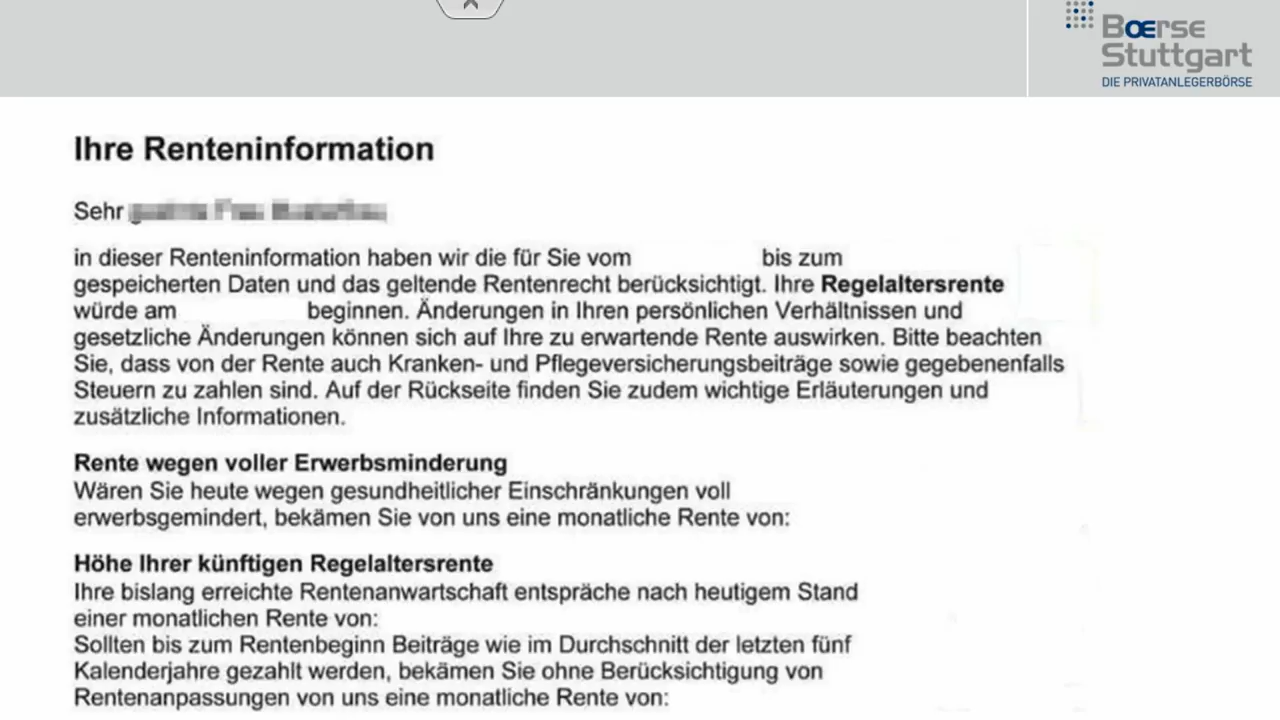 Boerse
Stuttgart
DIE PRIVATANLEGERBÖRSE
Ihre Renteninformation
Sehr
in dieser Renteninformation haben wir die für Sie vom bis zum
gespeicherten Daten und das geltende Rentenrecht berücksichtigt. Ihre Regelaltersrente
würde am beginnen. Änderungen in Ihren persönlichen Verhältnissen und
gesetzliche Änderungen können sich auf Ihre zu erwartende Rente auswirken. Bitte beachten
Sie, dass von der Rente auch Kranken- und Pflegeversicherungsbeiträge sowie gegebenenfalls
Steuern zu zahlen sind. Auf der Rückseite finden Sie zudem wichtige Erläuterungen und
zusätzliche Informationen.
Rente wegen voller Erwerbsminderung
Wären Sie heute wegen gesundheitlicher Einschränkungen voll
erwerbsgemindert, bekämen Sie von uns eine monatliche Rente von:
Höhe Ihrer künftigen Regelaltersrente
Ihre bislang erreichte Rentenanwartschaft entspräche nach heutigem Stand
einer monatlichen Rente von:
Sollten bis zum Rentenbeginn Beiträge wie im Durchschnitt der letzten fünf
Kalenderjahre gezahlt werden, bekämen Sie ohne Berücksichtigung von
Rentenanpassungen von uns eine monatliche Rente von: